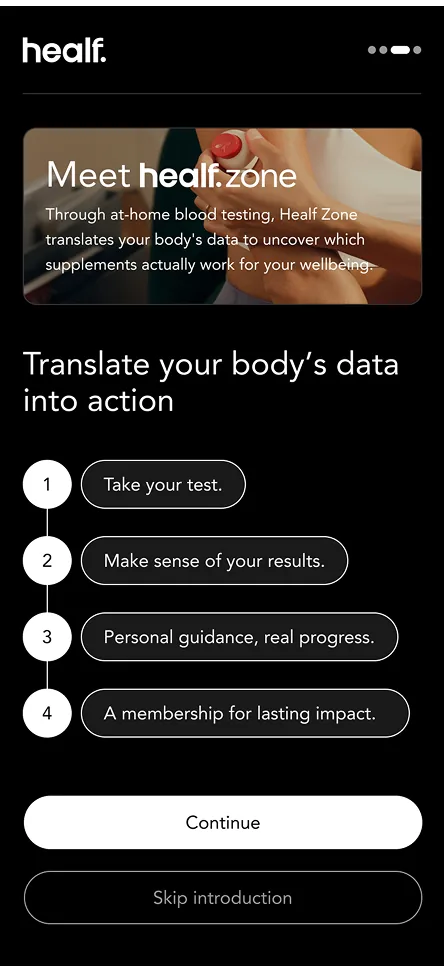 healf.
Meet healf.zone
Through at-home blood testing, Healf Zone
translates your body's data to uncover which
supplements actually work for your wellbeing.
Translate your body’s data
into action
1
Take your test.
2
Make sense of your results.
3
Personal guidance, real progress.
4
A membership for lasting impact.
Continue
Skip introduction